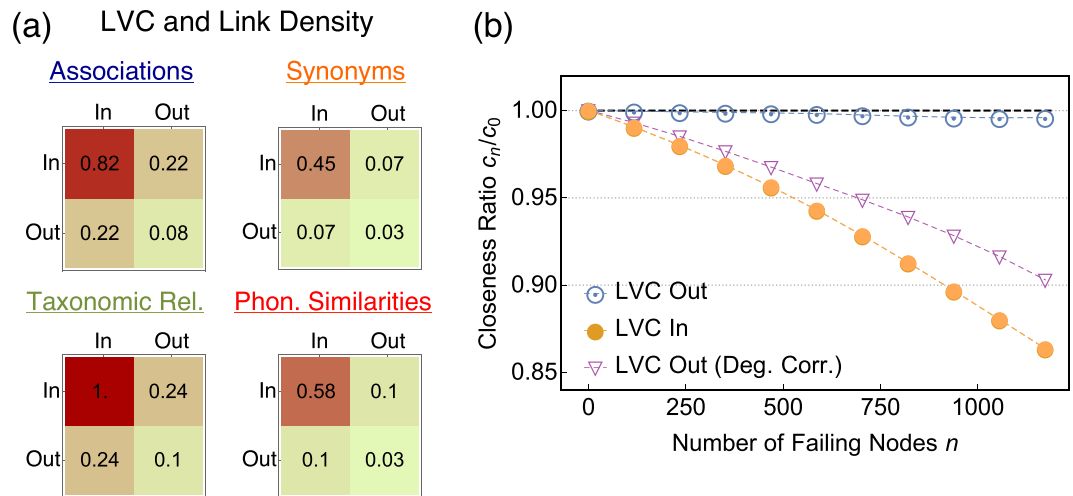 (a) LVC and Link Density
Associations
In Out
In 0.82 0.22
Out 0.22 0.08
Synonyms
In Out
In 0.45 0.07
Out 0.07 0.03
Taxonomic Rel.
In Out
In 1. 0.24
Out 0.24 0.1
Phon. Similarities
In Out
In 0.58 0.1
Out 0.1 0.03
(b)
Closeness Ratio cₙ/c₀
1.00
0.95
0.90
0.85
LVC Out
LVC In
LVC Out (Deg. Corr.)
0 250 500 750 1000
Number of Failing Nodes n